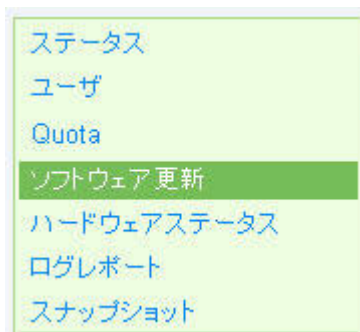 ステータス
ユーザ
Quota
ソフトウェア更新
ハードウェアステータス
ログレポート
スナップショット